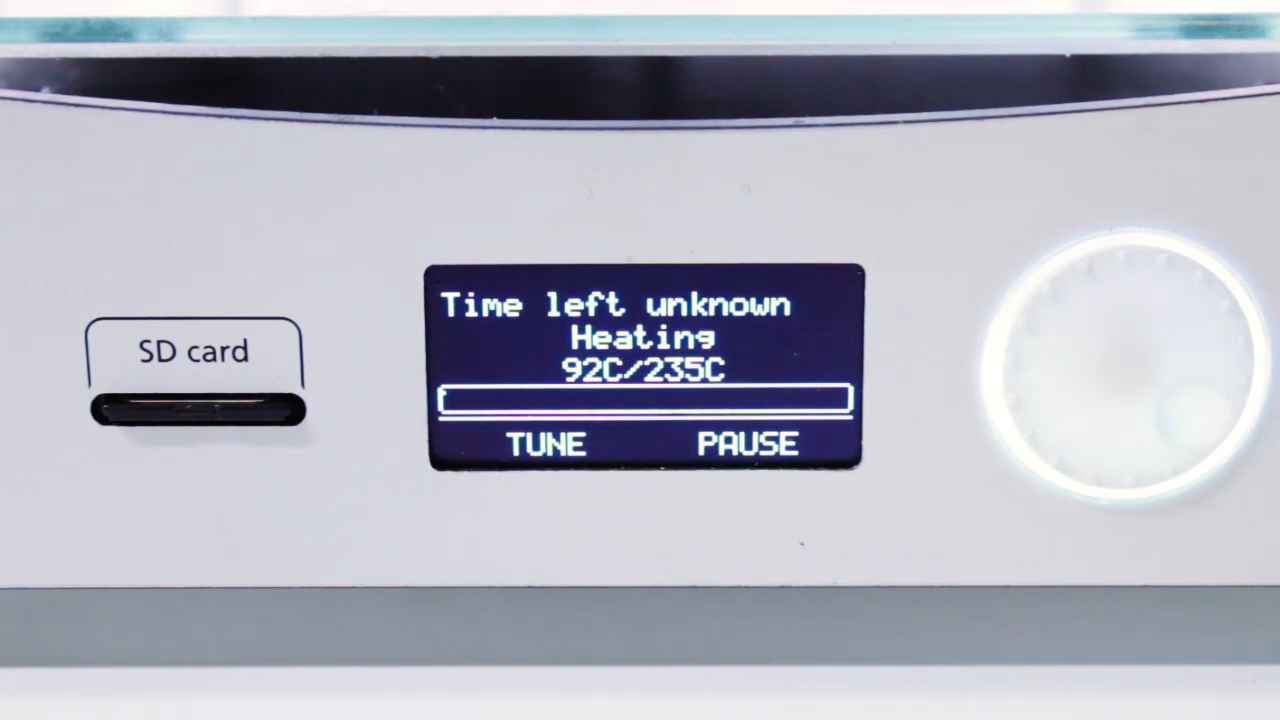 SD card
Time left unknown
Heating
92C/235C
TUNE PAUSE